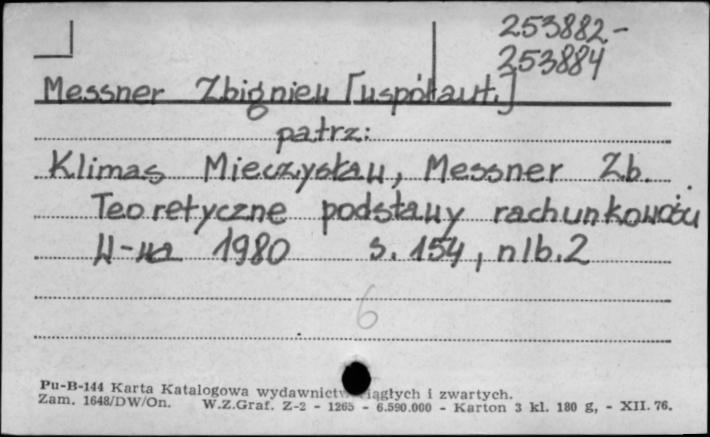 253882-
253884
Messner Zbigniew [współaut.]
patrz:
Klimas Mieczysław, Messner Zb.
Teoretyczne podstawy rachunkowości
W-wa 1980 s. 154, nlb. 2
6
Pu-B-144 Karta Katalogowa wydawnictw ciągłych i zwartych.
Zam. 1648/DW/On. W.Z.Graf. Z-2 - 1265 - 6.590.000 - Karton 3 kl. 180 g, - XII. 76.